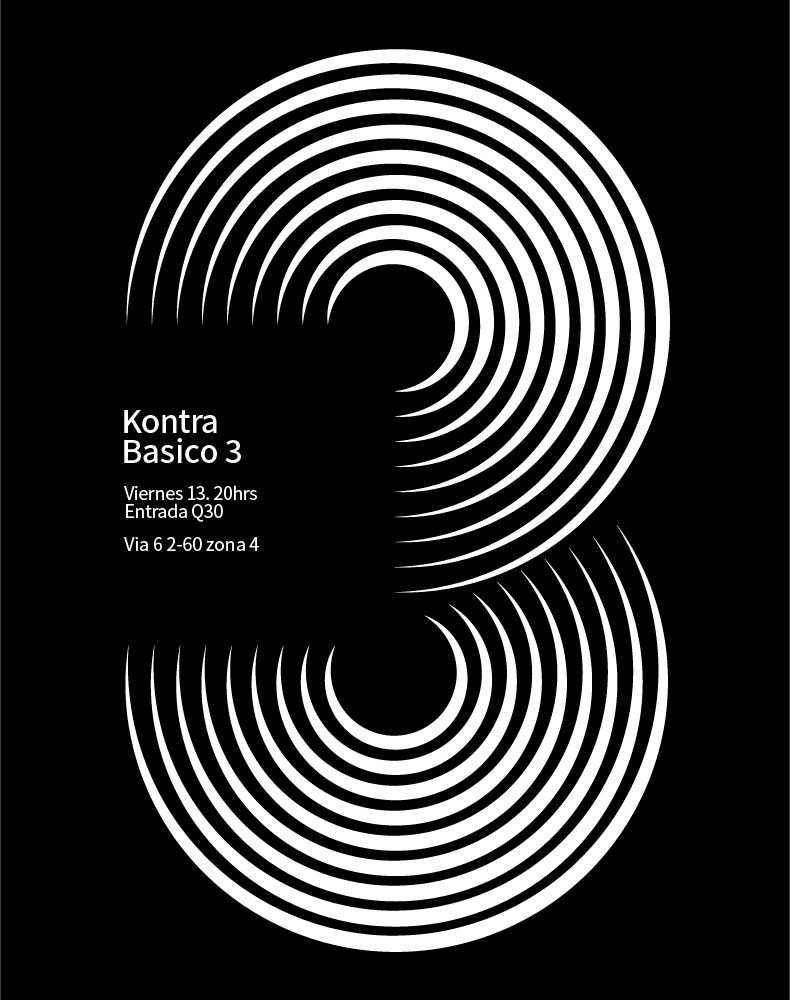 Kontra
Basico 3
Viernes 13. 20hrs
Entrada Q30
Via 6 2-60 zona 4